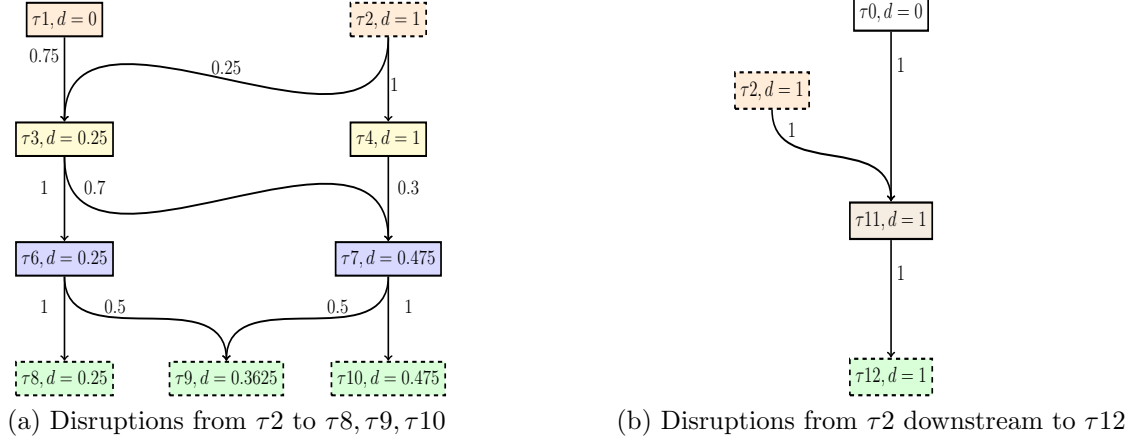 τ1, d = 0
τ2, d = 1
0.75
0.25
1
τ3, d = 0.25
τ4, d = 1
1
0.7
0.3
τ6, d = 0.25
τ7, d = 0.475
1
0.5
0.5
1
τ8, d = 0.25
τ9, d = 0.3625
τ10, d = 0.475
(a) Disruptions from τ2 to τ8, τ9, τ10
τ0, d = 0
1
τ2, d = 1
1
τ11, d = 1
1
τ12, d = 1
(b) Disruptions from τ2 downstream to τ12